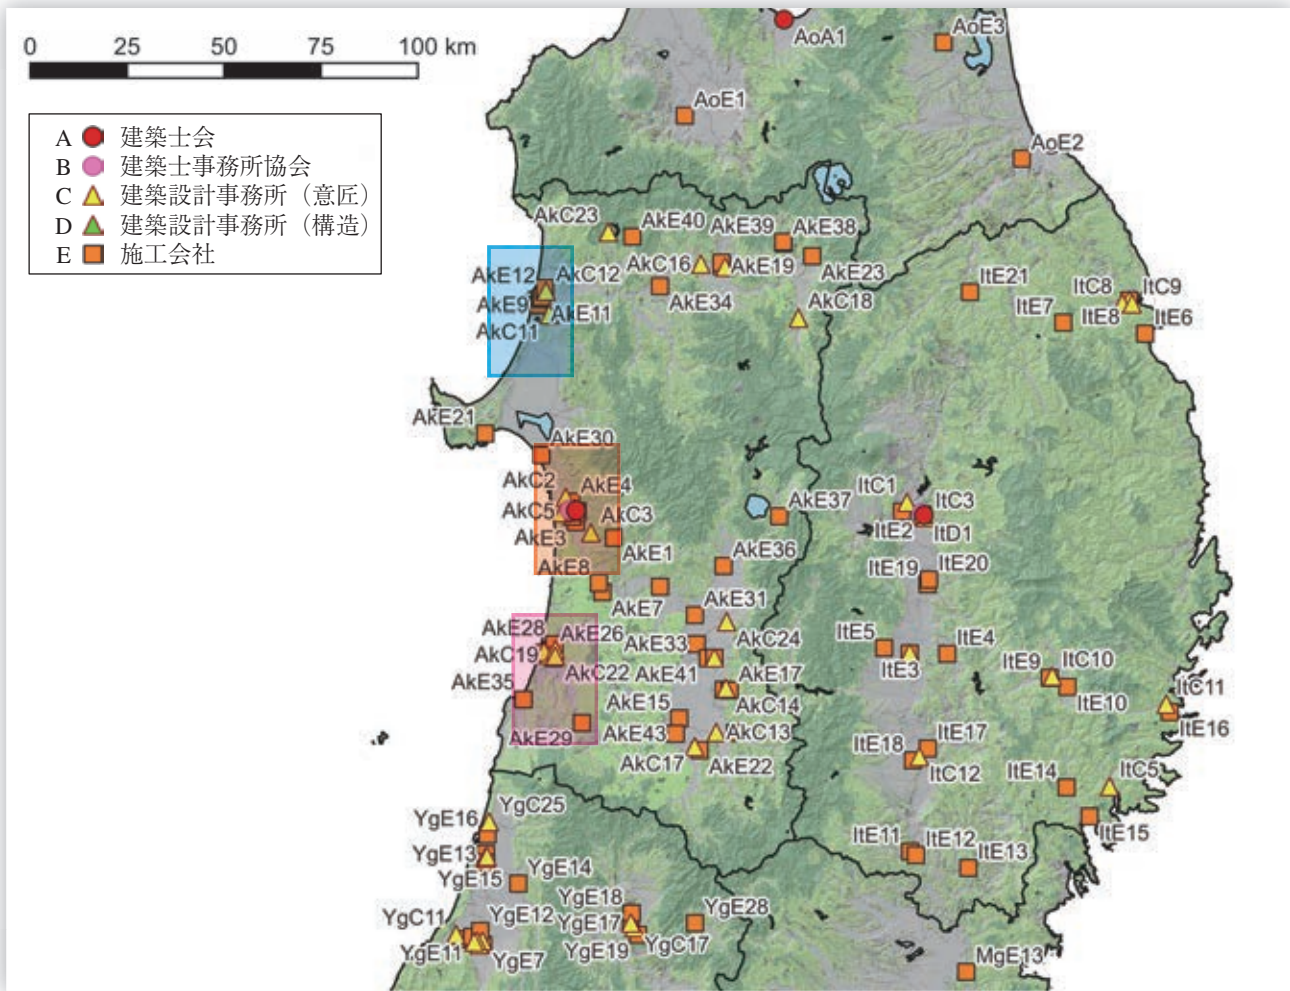 0 25 50 75 100 km
A 建築士会
B 建築士事務所協会
C 建築設計事務所（意匠）
D 建築設計事務所（構造）
E 施工会社
AoA1
AoE3
AoE1
AoE2
AkC23
AkE40
AkE39
AkE38
AkC16
AkE19
AkE23
AkE12
AkC12
AkE34
AkC18
AkE9
AkE11
AkC11
ItE21
ItC8
ItC9
ItE7
ItE8
ItE6
AkE21
AkE30
AkC2
AkE4
AkC5
AkC3
AkE3
AkE1
AkE8
AkE37
ItC1
ItC3
ItE2
ItD1
AkE36
AkE7
AkE31
ItE20
ItE19
AkE28
AkE26
AkE33
AkC24
AkC19
AkC22
AkE41
AkE17
AkE35
AkC14
AkE15
AkE29
AkE43
AkC13
AkC17
AkE22
ItE5
ItE4
ItE3
ItE9
ItC10
ItE10
ItC11
ItE16
ItE17
ItE18
ItC12
ItE14
ItC5
ItE15
YgC25
YgE16
YgE13
YgE15
YgE14
ItE11
ItE12
ItE13
YgC11
YgE12
YgE11
YgE7
YgE18
YgE17
YgE19
YgC17
YgE28
MgE13